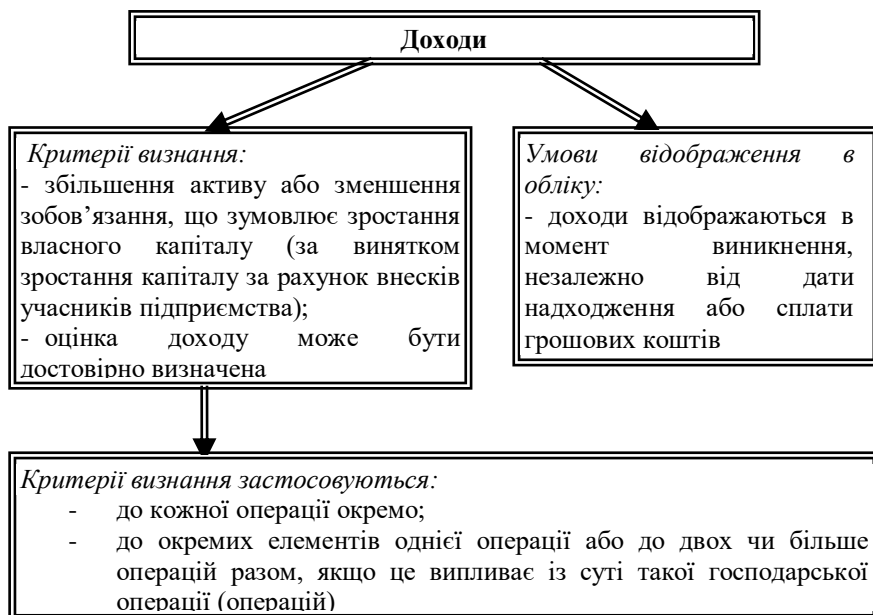 Доходи
Критерії визнання:
- збільшення активу або зменшення
зобов’язання, що зумовлює зростання
власного капіталу (за винятком
зростання капіталу за рахунок внесків
учасників підприємства);
- оцінка доходу може бути
достовірно визначена
Умови відображення в
обліку:
- доходи відображаються в
момент виникнення,
незалежно від дати
надходження або сплати
грошових коштів
Критерії визнання застосовуються:
- до кожної операції окремо;
- до окремих елементів однієї операції або до двох чи більше
операцій разом, якщо це випливає із суті такої господарської
операції (операцій)